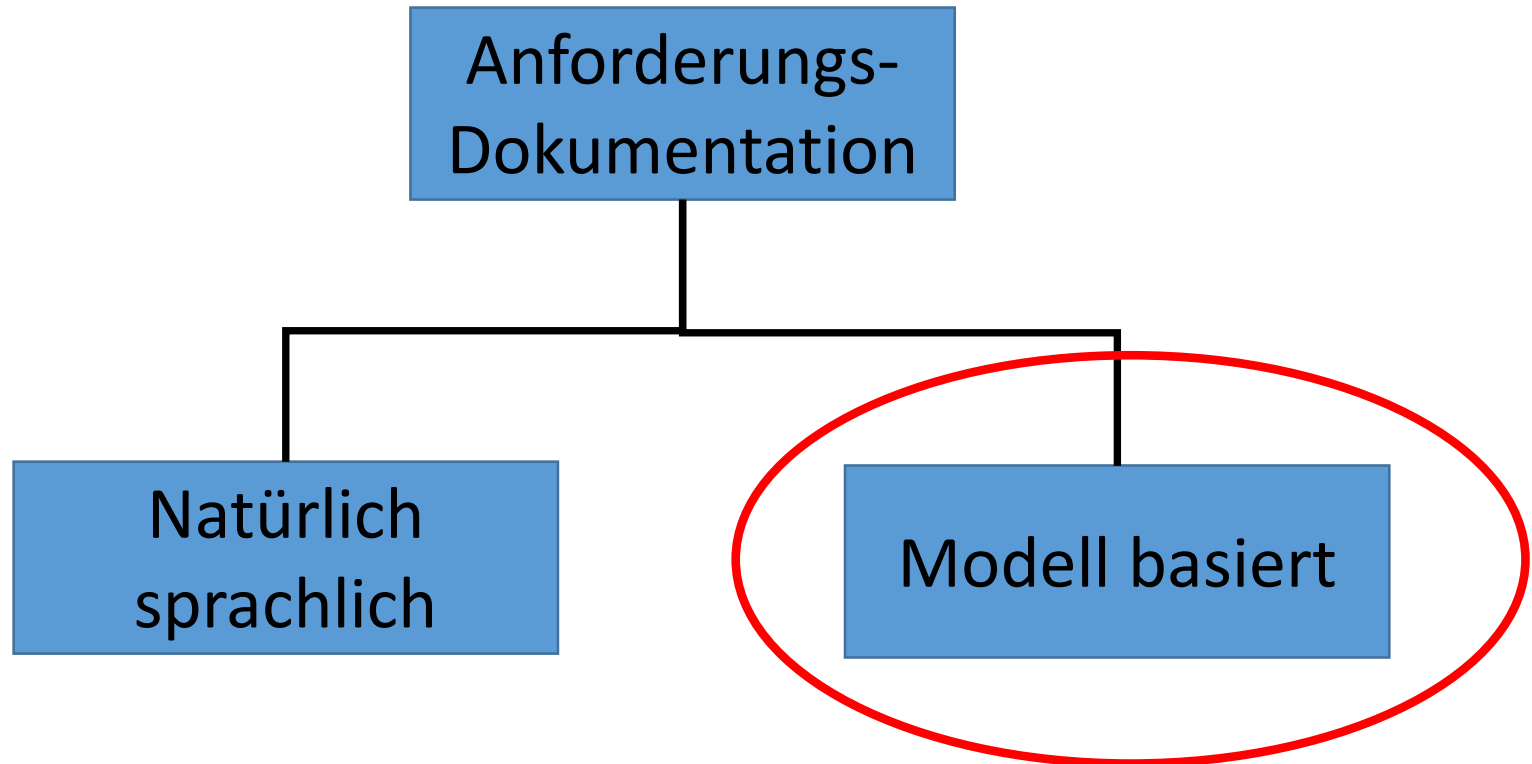 Anforderungs-
Dokumentation
Natürlich
sprachlich
Modell basiert